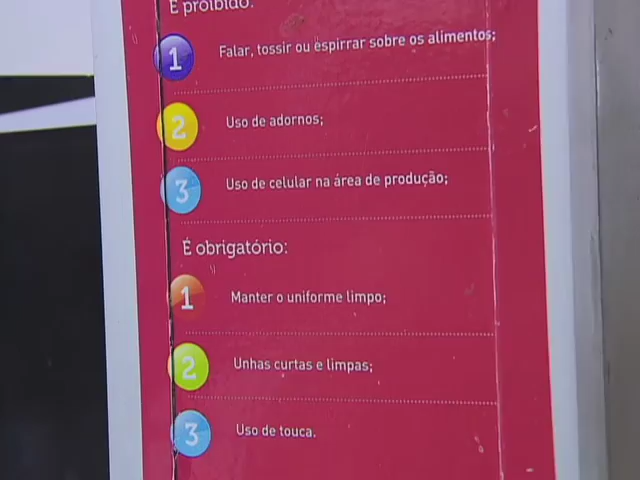 É proibido:
1 Falar, tossir ou espirrar sobre os alimentos;
2 Uso de adornos;
3 Uso de celular na área de produção;
É obrigatório:
1 Manter o uniforme limpo;
2 Unhas curtas e limpas;
3 Uso de touca.